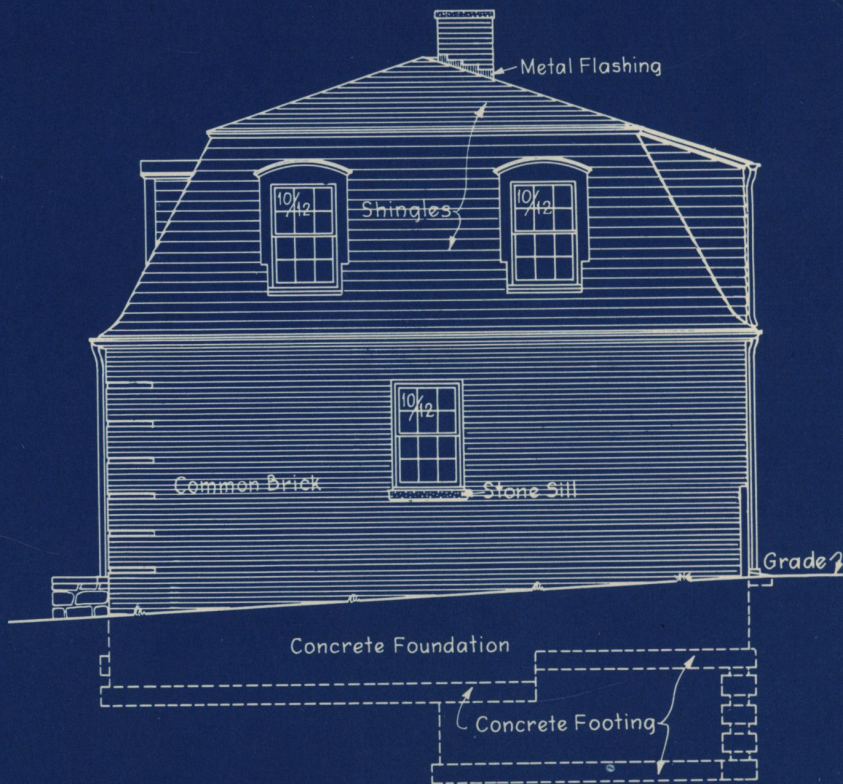 Metal Flashing
10/12
Shingles
10/12
10/12
Common Brick
Stone Sill
Grade
Concrete Foundation
Concrete Footing